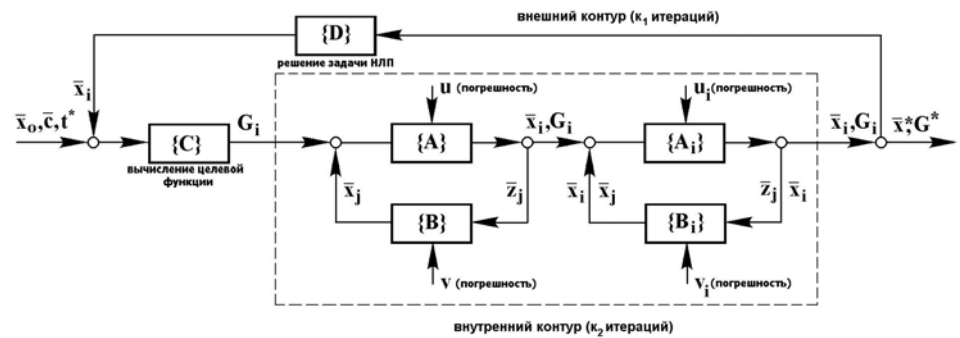 внешний контур (к₁ итераций)
{D}
решение задачи НЛП
x̄ᵢ
u (погрешность)
uᵢ (погрешность)
x̄₀, c̄, t*
{C}
вычисление целевой
функции
Gᵢ
{A}
x̄ᵢ, Gᵢ
{Aᵢ}
x̄ᵢ, Gᵢ
x̄*, G*
x̄ⱼ
z̄ⱼ
x̄ᵢ
x̄ⱼ
z̄ⱼ
x̄ᵢ
{B}
{Bᵢ}
v (погрешность)
vᵢ (погрешность)
внутренний контур (к₂ итераций)